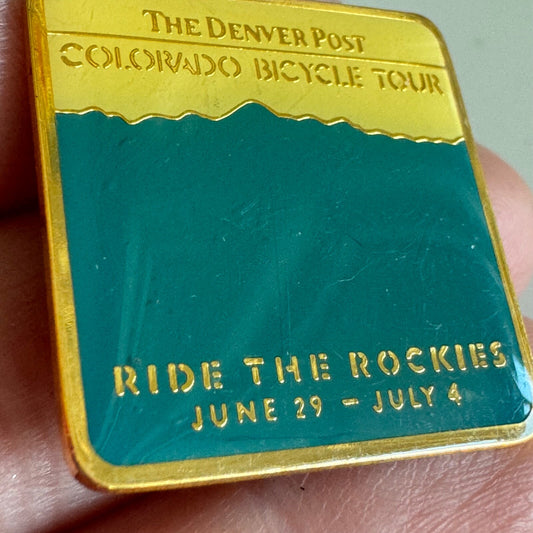 THE DENVER POST
COLORADO BICYCLE TOUR
RIDE THE ROCKIES
JUNE 29 – JULY 4